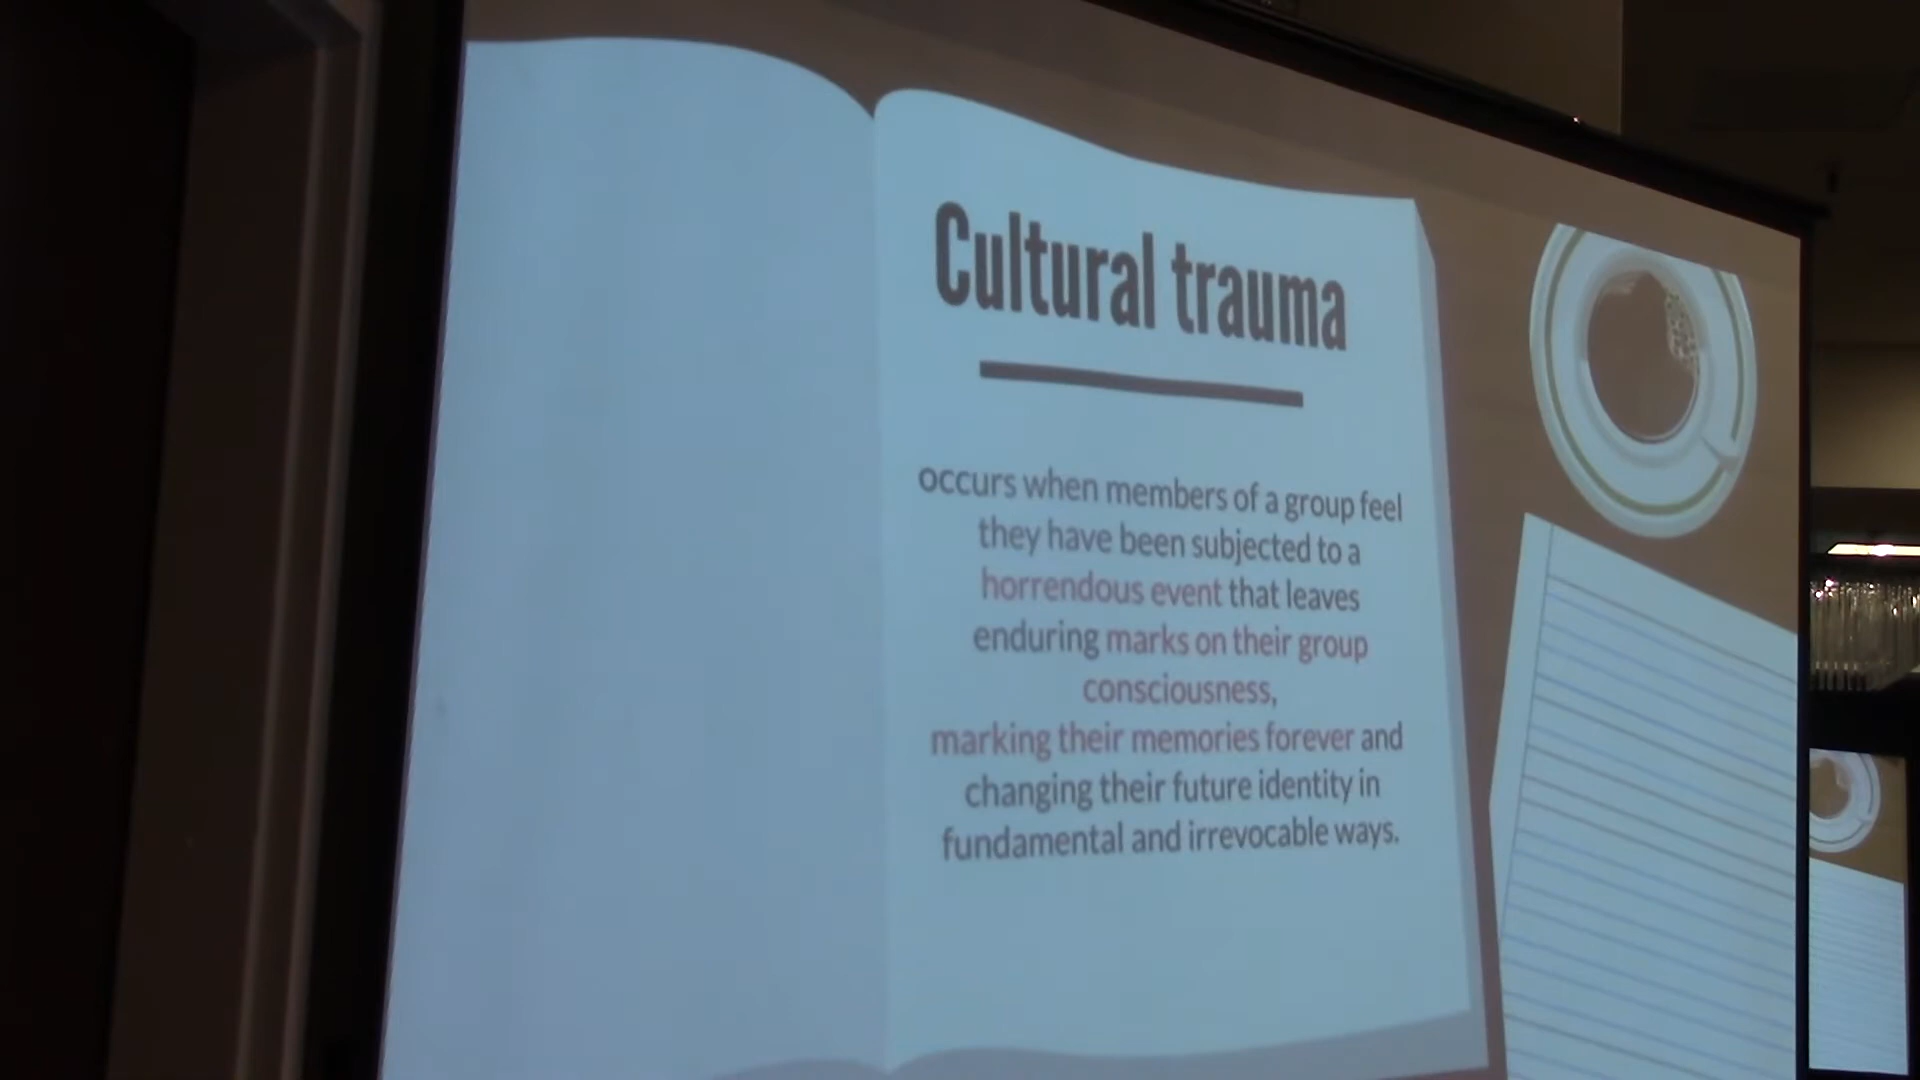 Cultural trauma
occurs when members of a group feel
they have been subjected to a
horrendous event that leaves
enduring marks on their group
consciousness,
marking their memories forever and
changing their future identity in
fundamental and irrevocable ways.